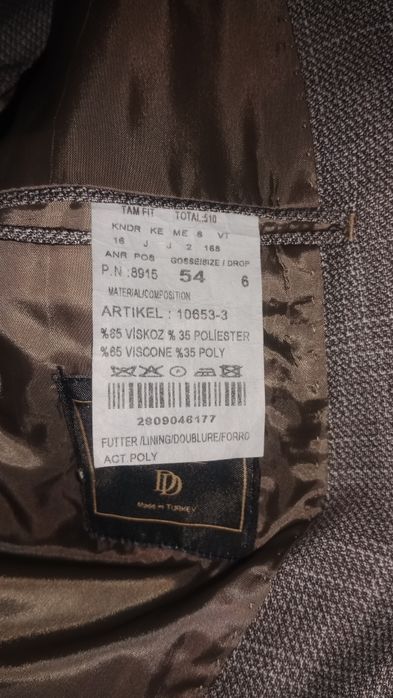 TAM FIT TOTAL:510
KNDR KE ME S VT
16 J J 2 168
ANR POS GOSSE/SIZE / DROP
P.N :8915 54 6
MATERIAL/COMPOSITION
ARTIKEL : 10653-3
%65 VİSKOZ % 35 POLİESTER
%65 VISCONE %35 POLY
2809046177
FUTTER /LINING/DOUBLURE/FORRO
ACT.POLY
DD
Made in TURKEY